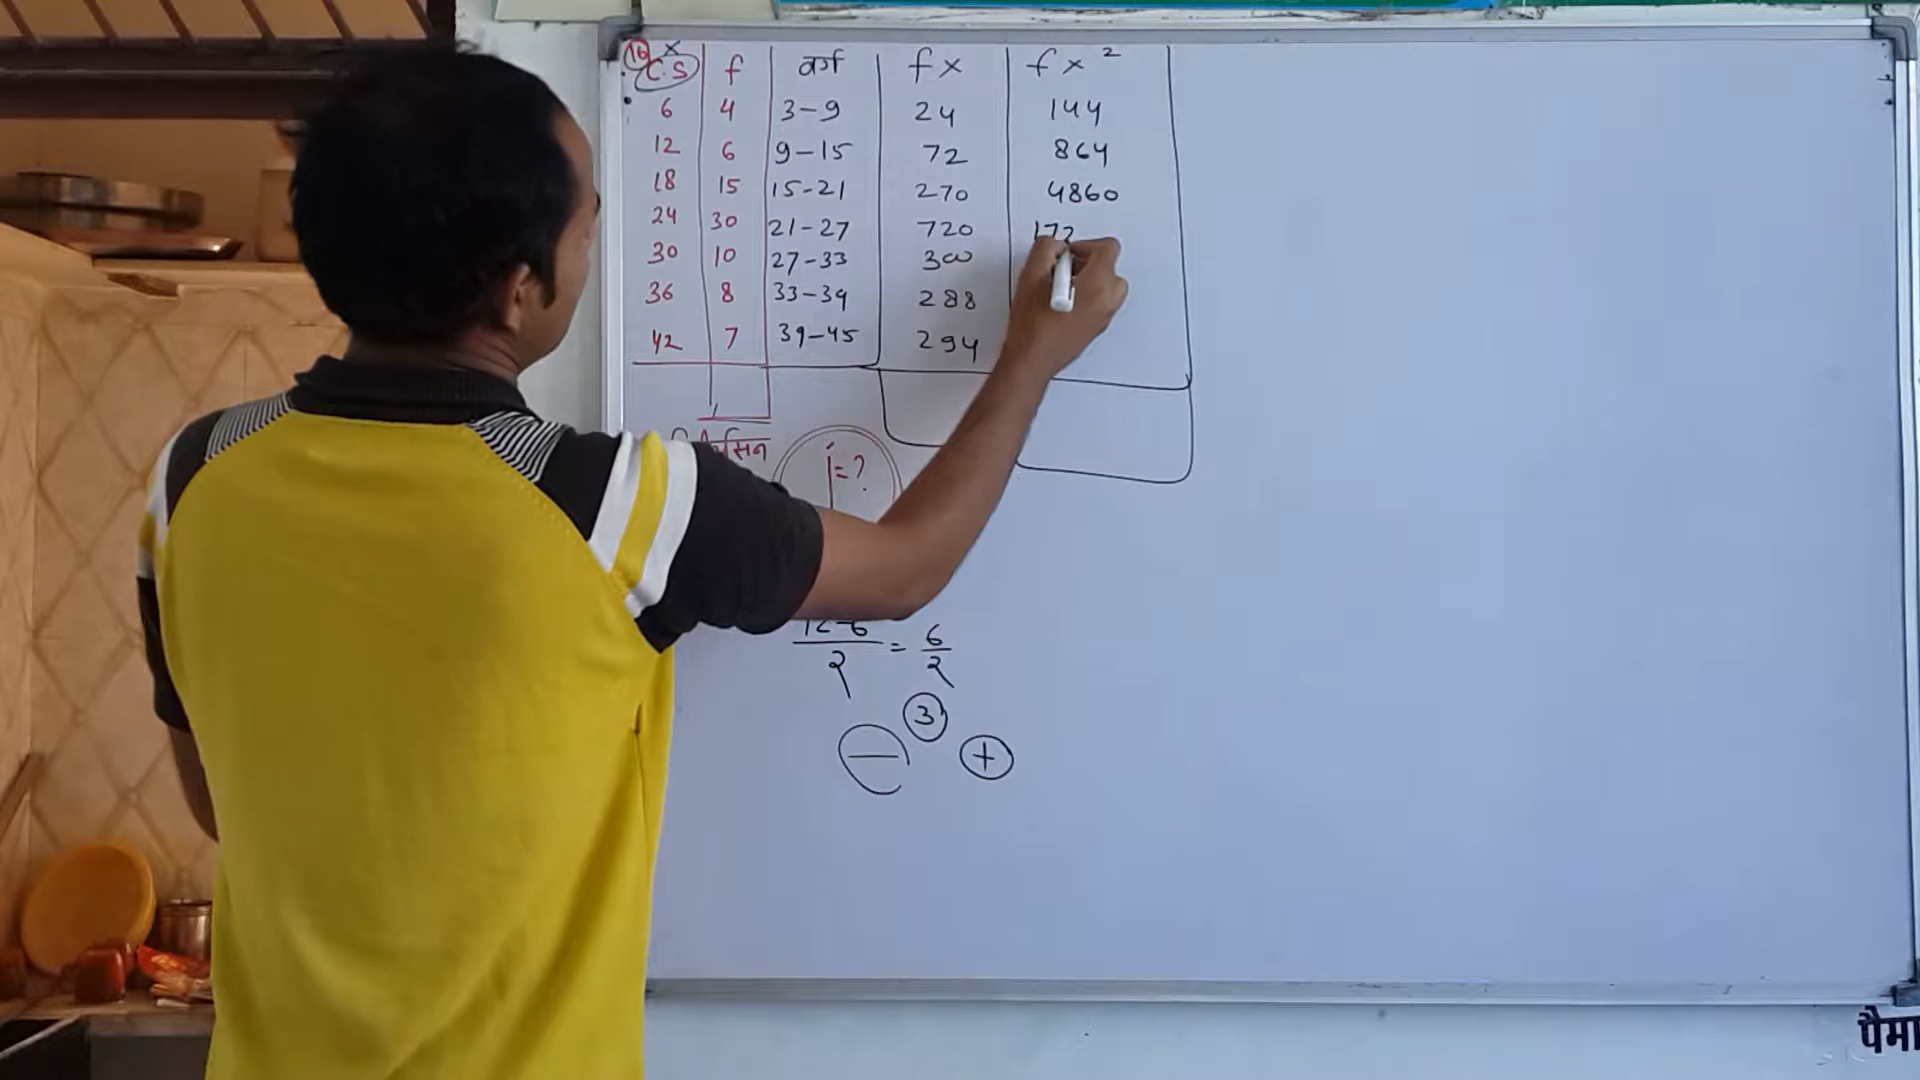 16 x
C.S f वर्ग fx fx²
6 4 3-9 24 144
12 6 9-15 72 864
18 15 15-21 270 4860
24 30 21-27 720 172
30 10 27-33 300
36 8 33-39 288
42 7 39-45 294
i=?
12-6/2 = 6/2
3
- +
पैमा